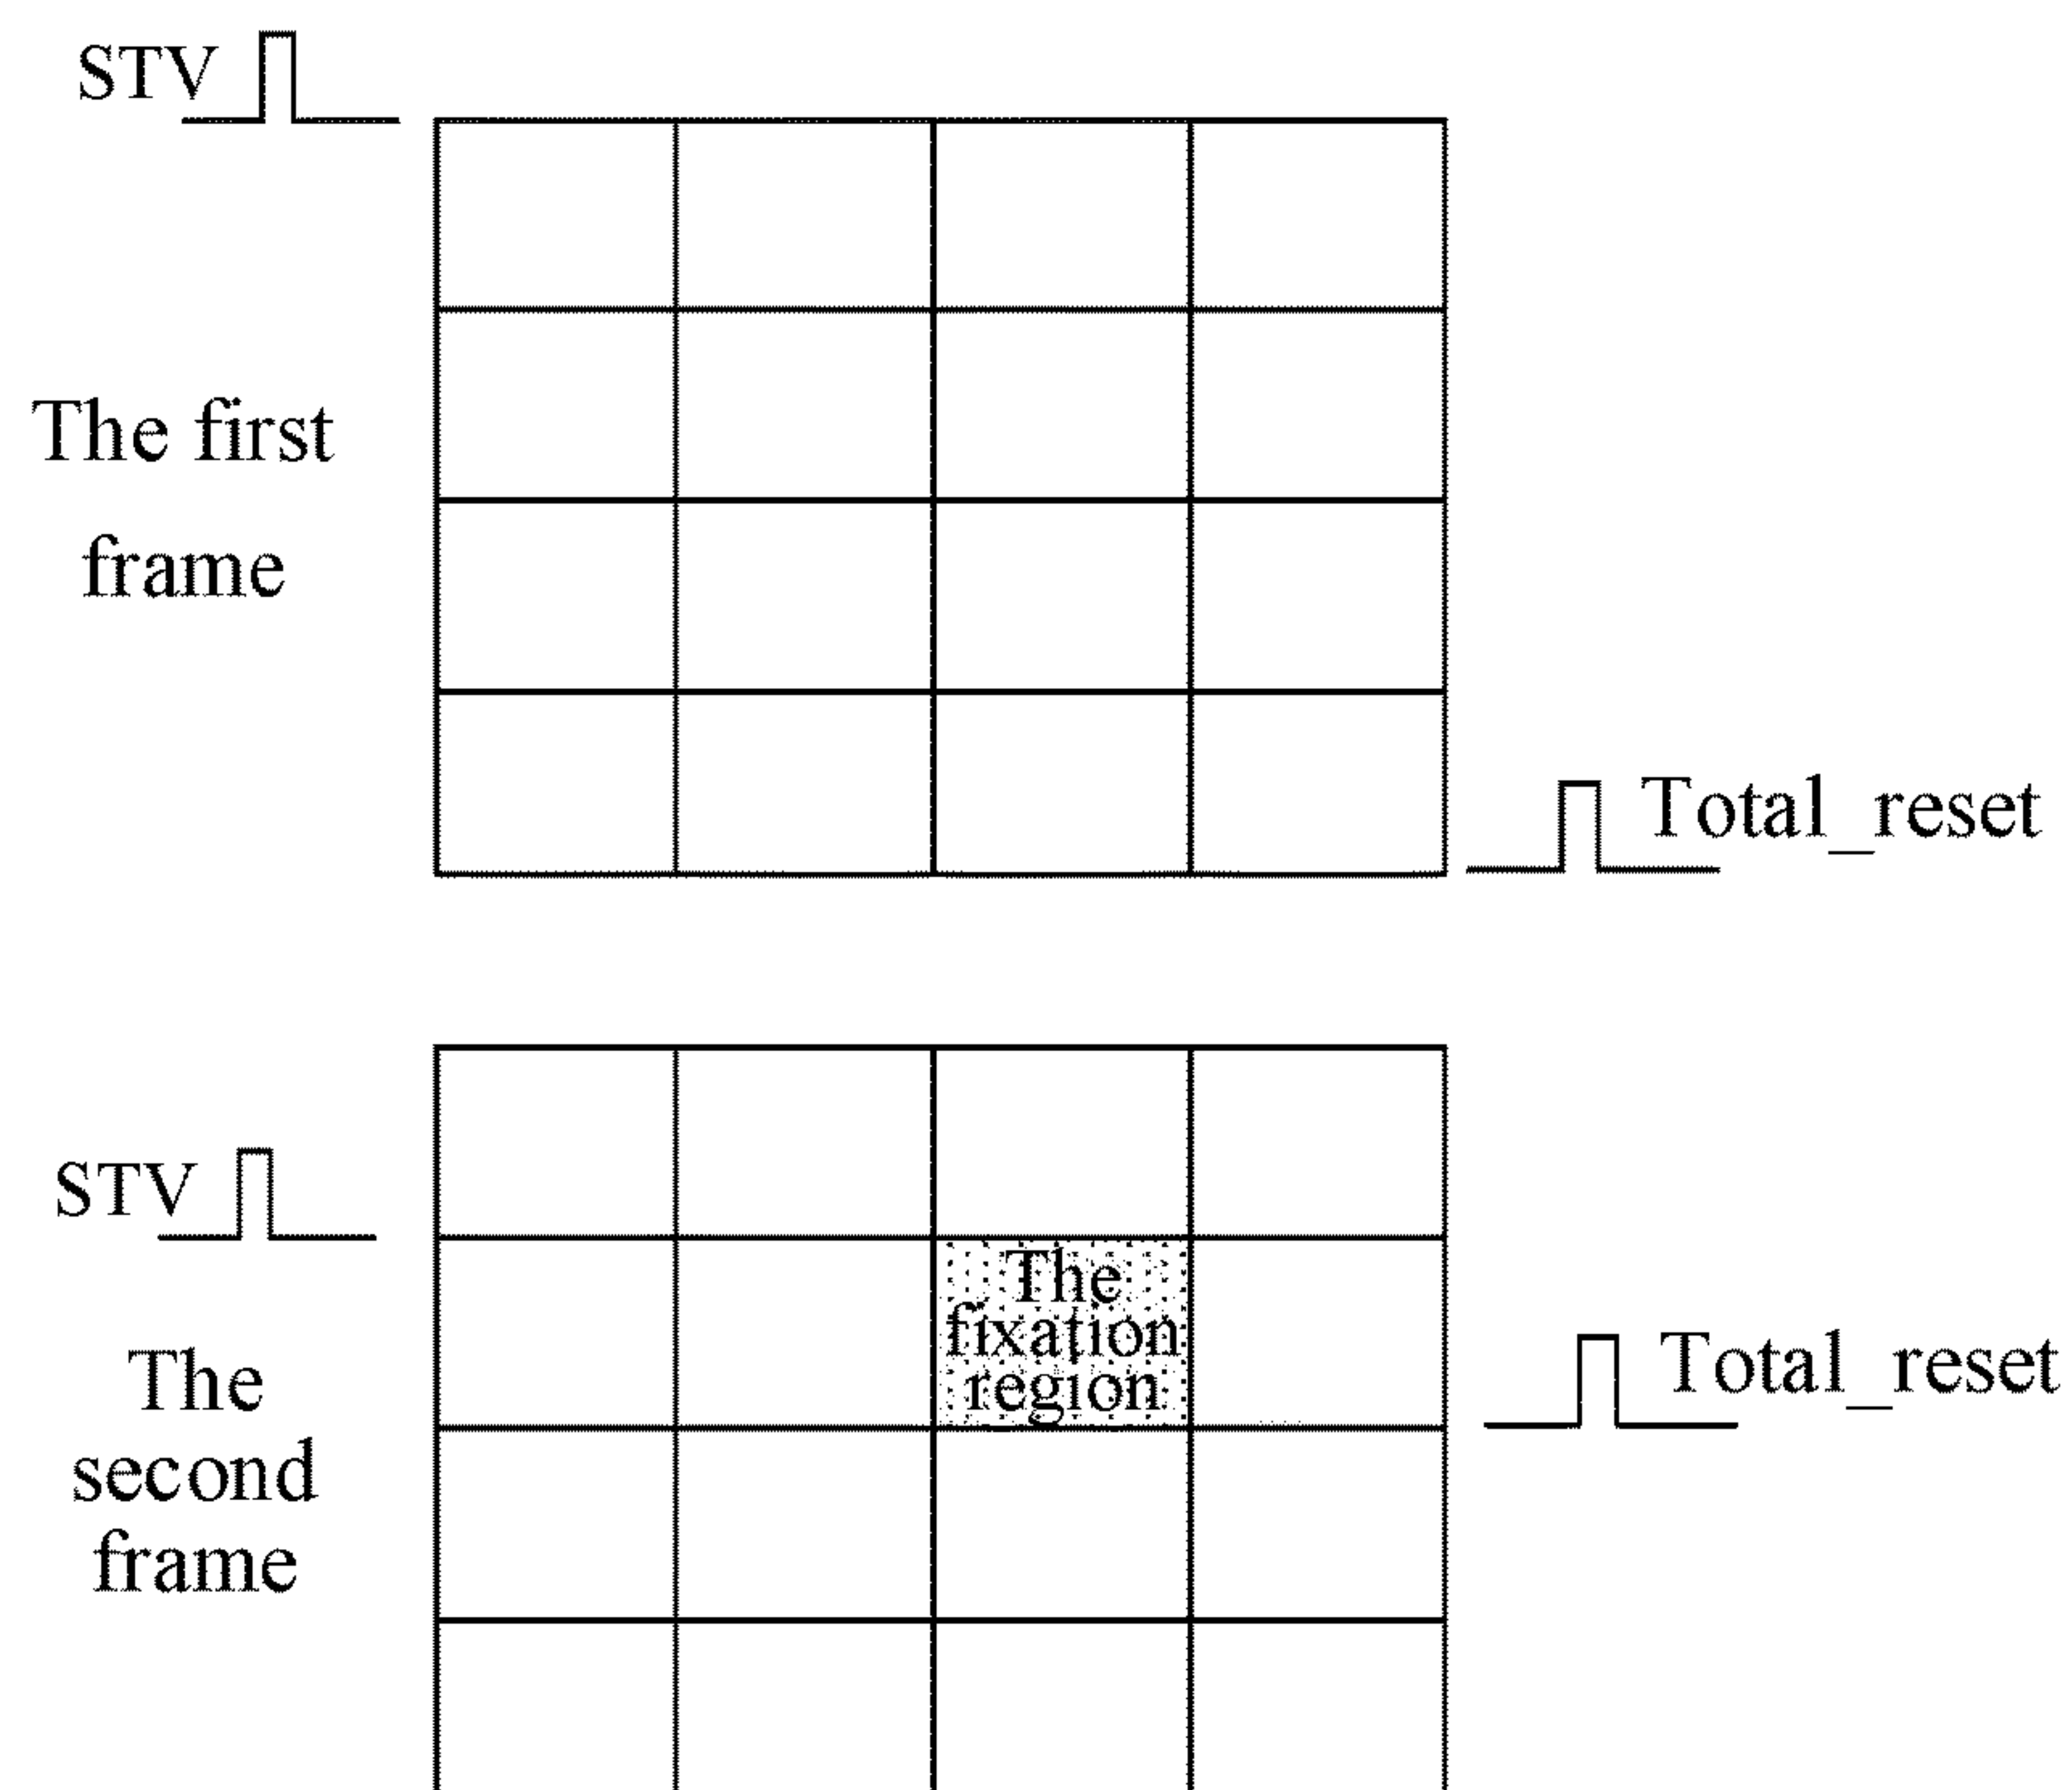 STV
The first
frame
Total_reset
STV
The
fixation
region
Total_reset
The
second
frame